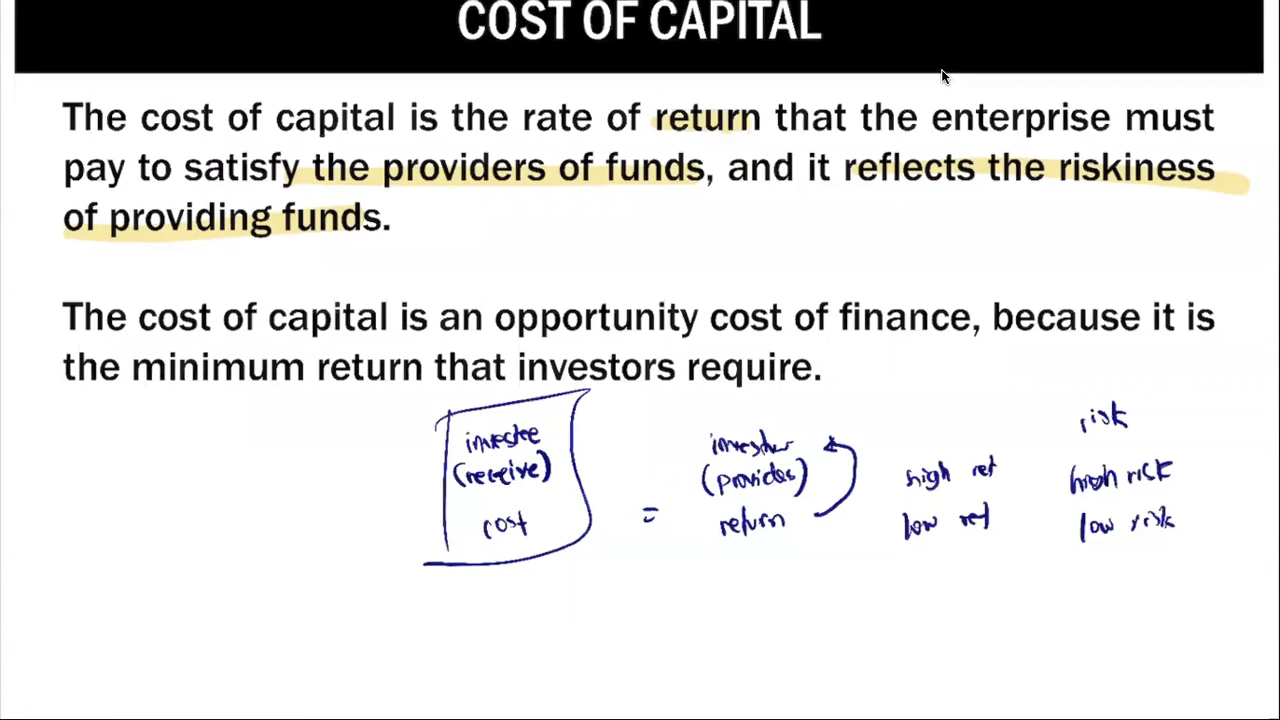 COST OF CAPITAL
The cost of capital is the rate of return that the enterprise must
pay to satisfy the providers of funds, and it reflects the riskiness
of providing funds.
The cost of capital is an opportunity cost of finance, because it is
the minimum return that investors require.
risk
investee investor
(receive) (provides) high ret high risk
cost = return low ret low risk